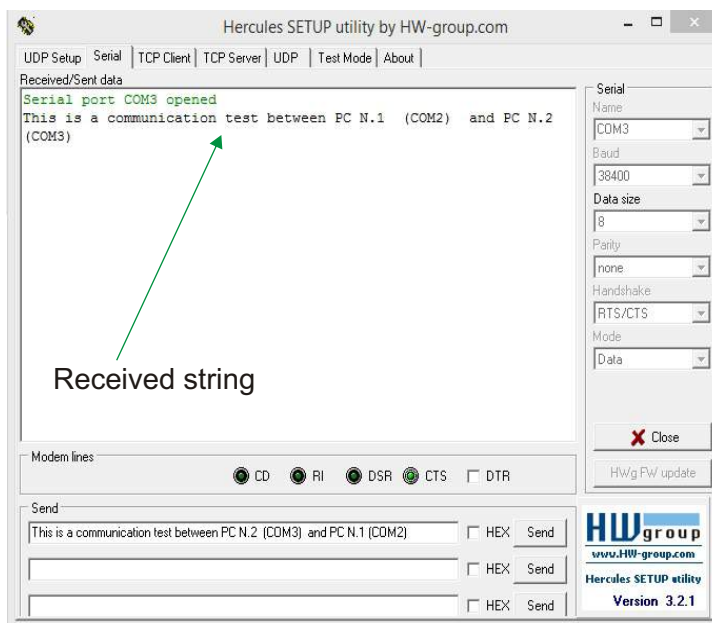 Hercules SETUP utility by HW-group.com
UDP Setup Serial TCP Client TCP Server UDP Test Mode About
Received/Sent data
Serial port COM3 opened
This is a communication test between PC N.1 (COM2) and PC N.2
(COM3)
Received string
Serial
Name
COM3
Baud
38400
Data size
8
Parity
none
Handshake
RTS/CTS
Mode
Data
Close
HWg FW update
Modem lines
CD RI DSR CTS DTR
Send
This is a communication test between PC N.2 (COM3) and PC N.1 (COM2) HEX Send
HEX Send
HEX Send
HWgroup
www.HW-group.com
Hercules SETUP utility
Version 3.2.1